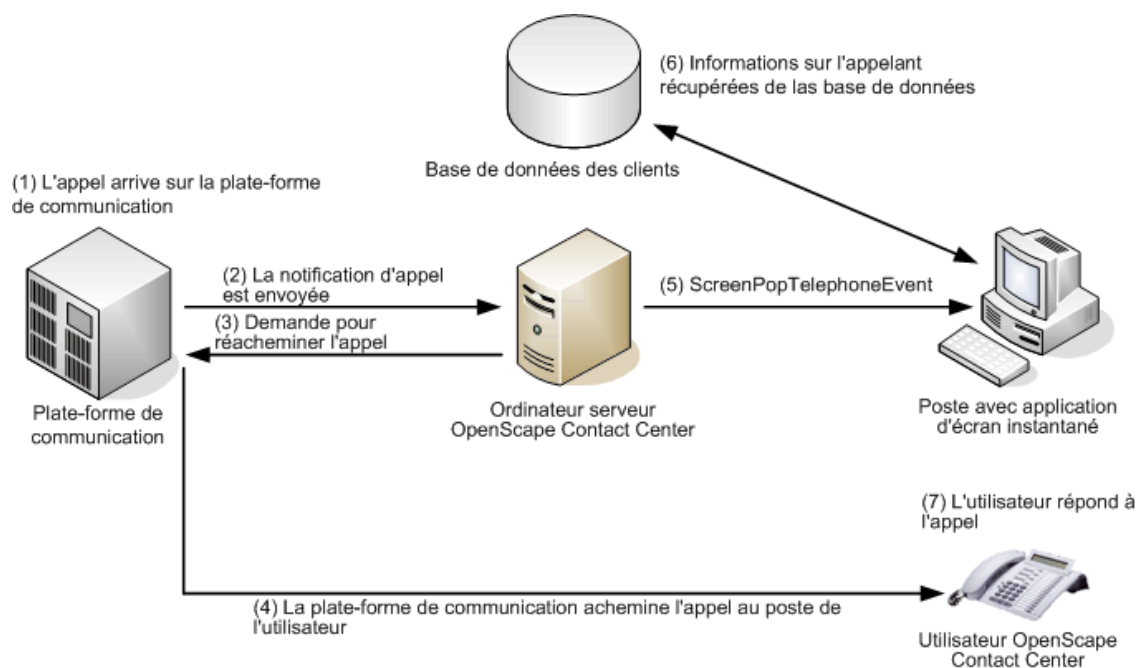 (6) Informations sur l'appelant
récupérées de las base de données
Base de données des clients
(1) L'appel arrive sur la plate-forme
de communication
(2) La notification d'appel
est envoyée
(3) Demande pour
réacheminer l'appel
(5) ScreenPopTelephoneEvent
Plate-forme de
communication
Ordinateur serveur
OpenScape Contact Center
Poste avec application
d'écran instantané
(7) L'utilisateur répond à
l'appel
(4) La plate-forme de communication achemine l'appel au poste de
l'utilisateur
Utilisateur OpenScape
Contact Center